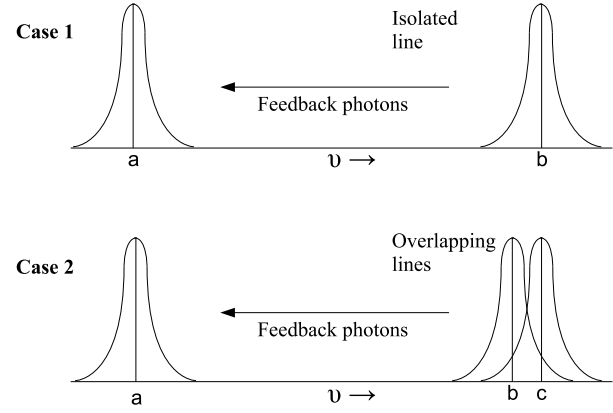 Case 1
Isolated
line
Feedback photons
a
υ →
b
Case 2
Overlapping
lines
Feedback photons
a
υ →
b
c